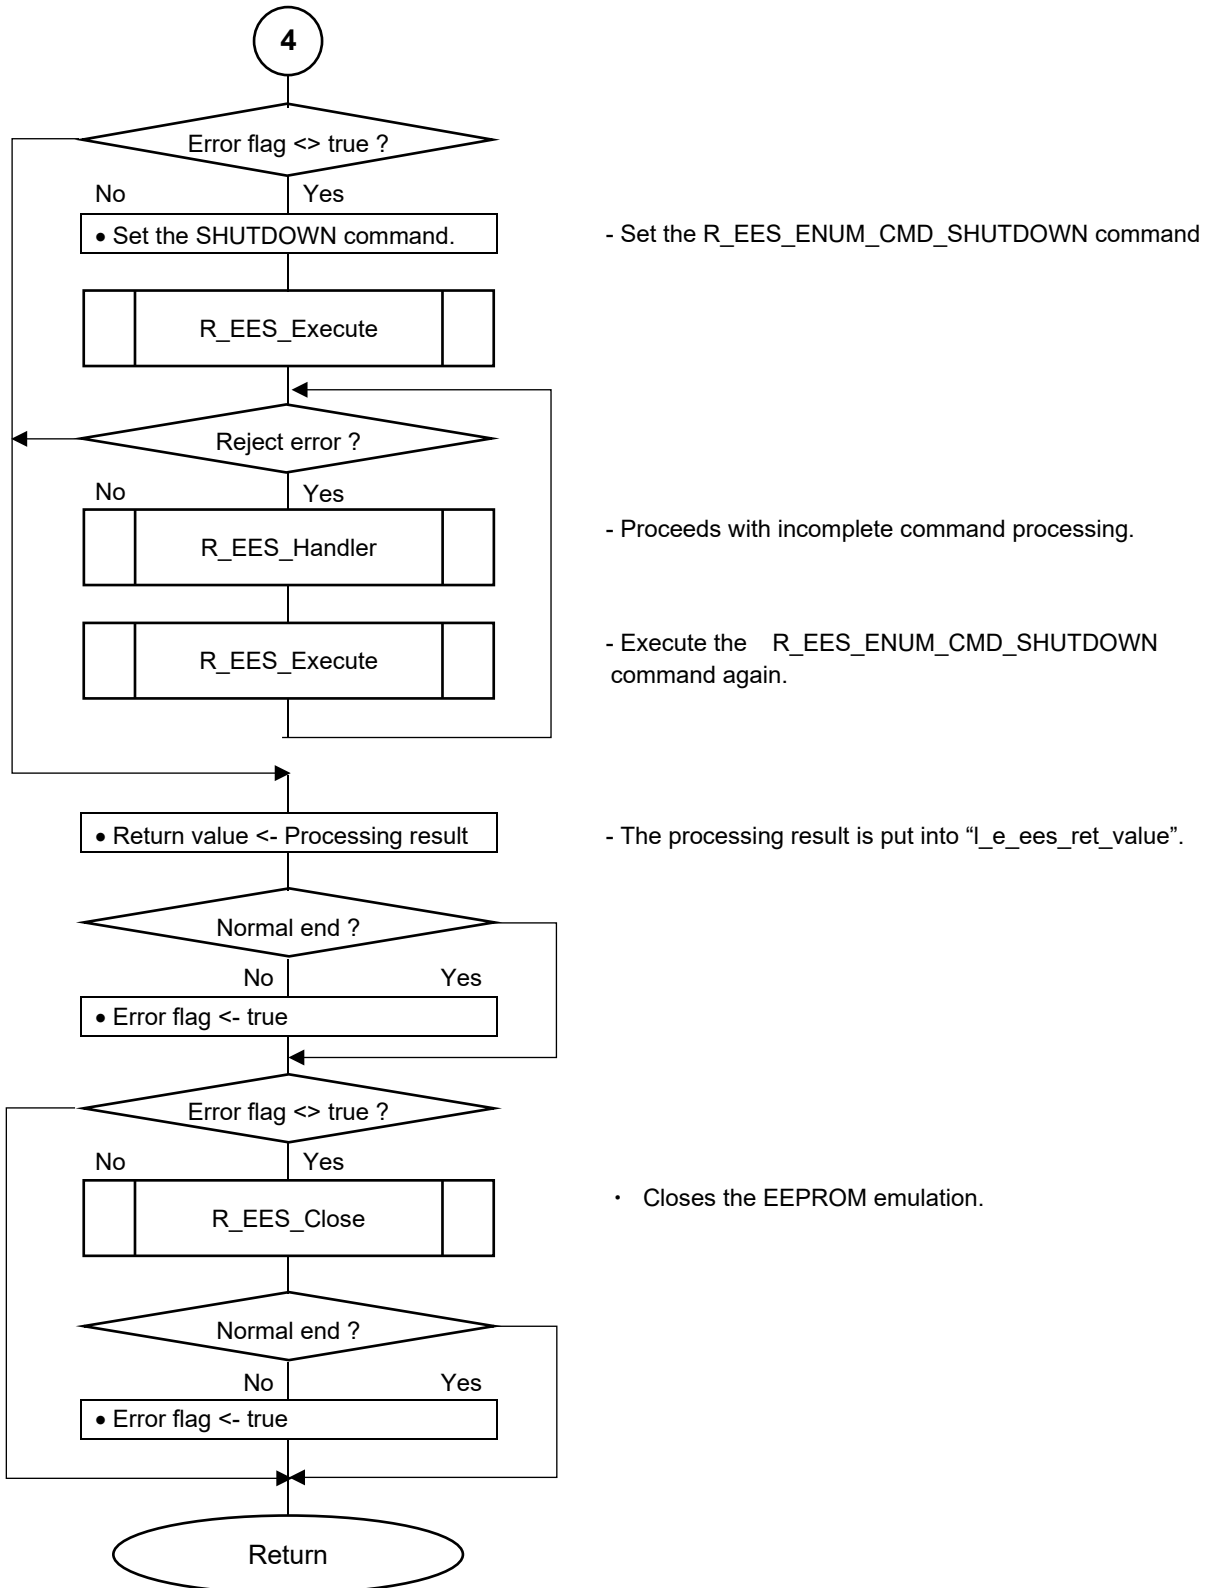 4
Error flag <> true ?
No Yes
• Set the SHUTDOWN command.
- Set the R_EES_ENUM_CMD_SHUTDOWN command
R_EES_Execute
Reject error ?
No Yes
R_EES_Handler
- Proceeds with incomplete command processing.
R_EES_Execute
- Execute the R_EES_ENUM_CMD_SHUTDOWN
command again.
• Return value <- Processing result
- The processing result is put into “l_e_ees_ret_value”.
Normal end ?
No Yes
• Error flag <- true
Error flag <> true ?
No Yes
R_EES_Close
・ Closes the EEPROM emulation.
Normal end ?
No Yes
• Error flag <- true
Return